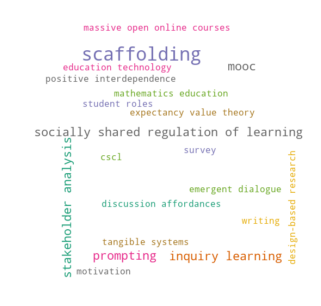 massive open online courses
scaffolding
education technology
mooc
positive interdependence
mathematics education
student roles
expectancy value theory
socially shared regulation of learning
stakeholder analysis
survey
cscl
design-based research
emergent dialogue
discussion affordances
writing
tangible systems
prompting
inquiry learning
motivation